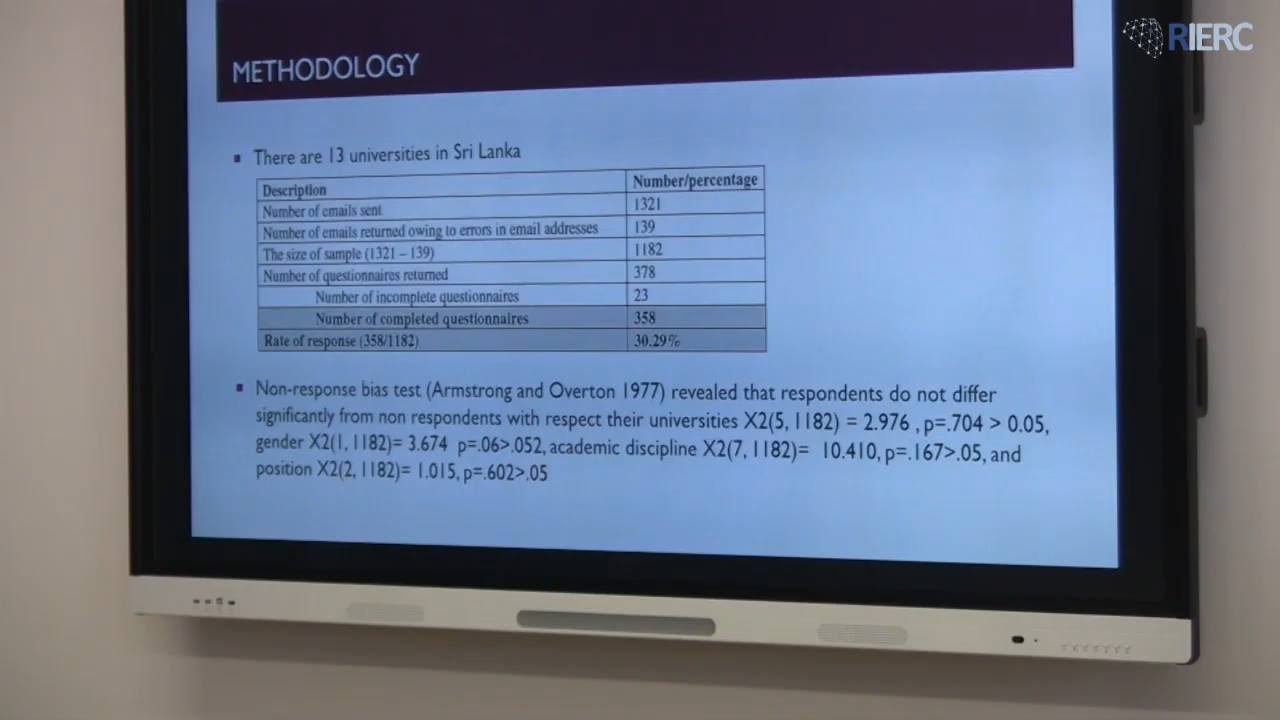 RIERC
METHODOLOGY
There are 13 universities in Sri Lanka
Description Number/percentage
Number of emails sent 1321
Number of emails returned owing to errors in email addresses 139
The size of sample (1321 – 139) 1182
Number of questionnaires returned 378
Number of incomplete questionnaires 23
Number of completed questionnaires 358
Rate of response (358/1182) 30.29%
Non-response bias test (Armstrong and Overton 1977) revealed that respondents do not differ
significantly from non respondents with respect their universities X2(5, 1182) = 2.976 , p=.704 > 0.05,
gender X2(1, 1182)= 3.674 p=.06>.052, academic discipline X2(7, 1182)= 10.410, p=.167>.05, and
position X2(2, 1182)= 1.015, p=.602>.05